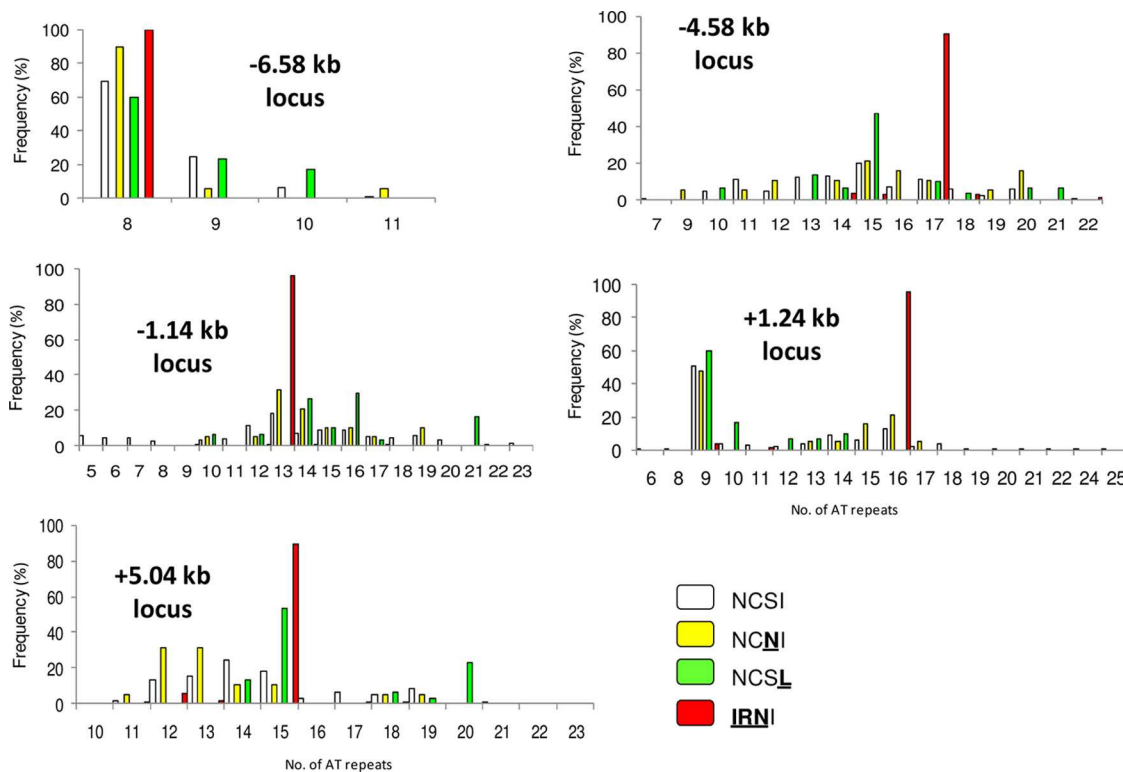 100
80
60
40
20
0
Frequency (%)
-6.58 kb
locus
8 9 10 11
100
80
60
40
20
0
Frequency (%)
-4.58 kb
locus
7 9 10 11 12 13 14 15 16 17 18 19 20 21 22
100
80
60
40
20
0
Frequency (%)
-1.14 kb
locus
5 6 7 8 9 10 11 12 13 14 15 16 17 18 19 20 21 22 23
100
80
60
40
20
0
Frequency (%)
+1.24 kb
locus
6 8 9 10 11 12 13 14 15 16 17 18 19 20 21 22 24 25
No. of AT repeats
100
80
60
40
20
0
Frequency (%)
+5.04 kb
locus
10 11 12 13 14 15 16 17 18 19 20 21 22 23
No. of AT repeats
NCSI
NCNI
NCSL
IRNI